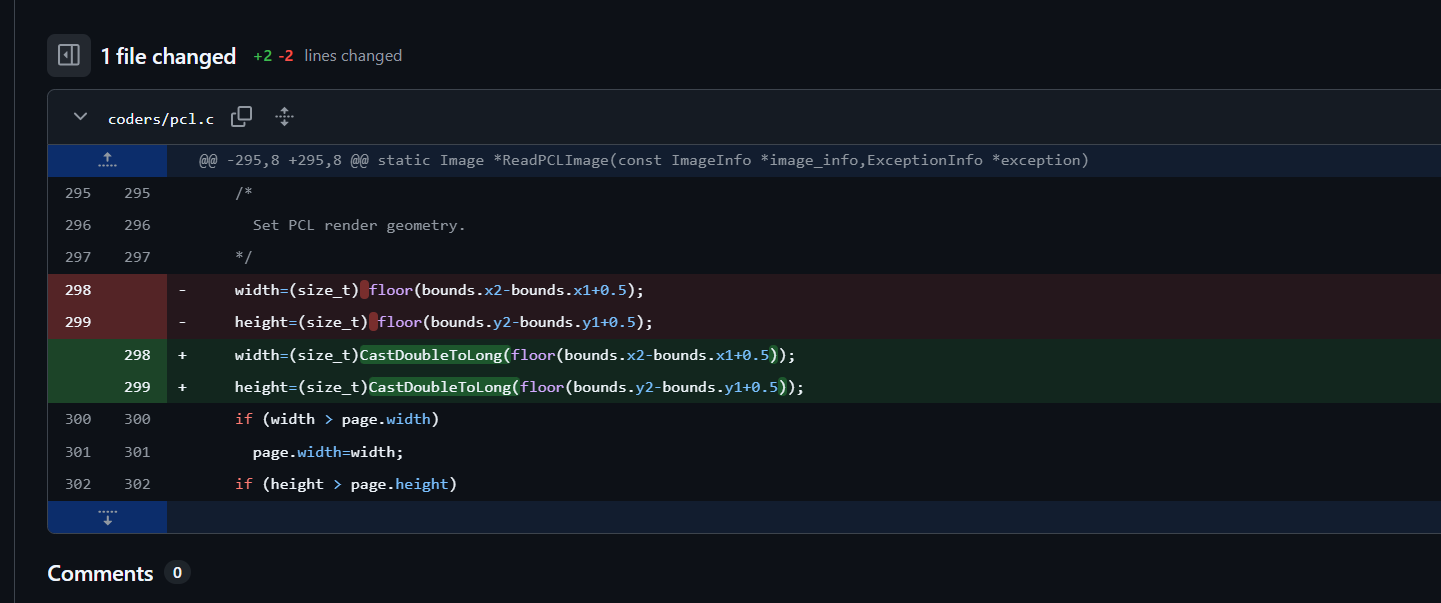 1 file changed +2 -2 lines changed
coders/pcl.c
@@ -295,8 +295,8 @@ static Image *ReadPCLImage(const ImageInfo *image_info,ExceptionInfo *exception)
295 295 /*
296 296 Set PCL render geometry.
297 297 */
298 - width=(size_t) floor(bounds.x2-bounds.x1+0.5);
299 - height=(size_t) floor(bounds.y2-bounds.y1+0.5);
298 + width=(size_t)CastDoubleToLong(floor(bounds.x2-bounds.x1+0.5));
299 + height=(size_t)CastDoubleToLong(floor(bounds.y2-bounds.y1+0.5));
300 300 if (width > page.width)
301 301 page.width=width;
302 302 if (height > page.height)
Comments 0